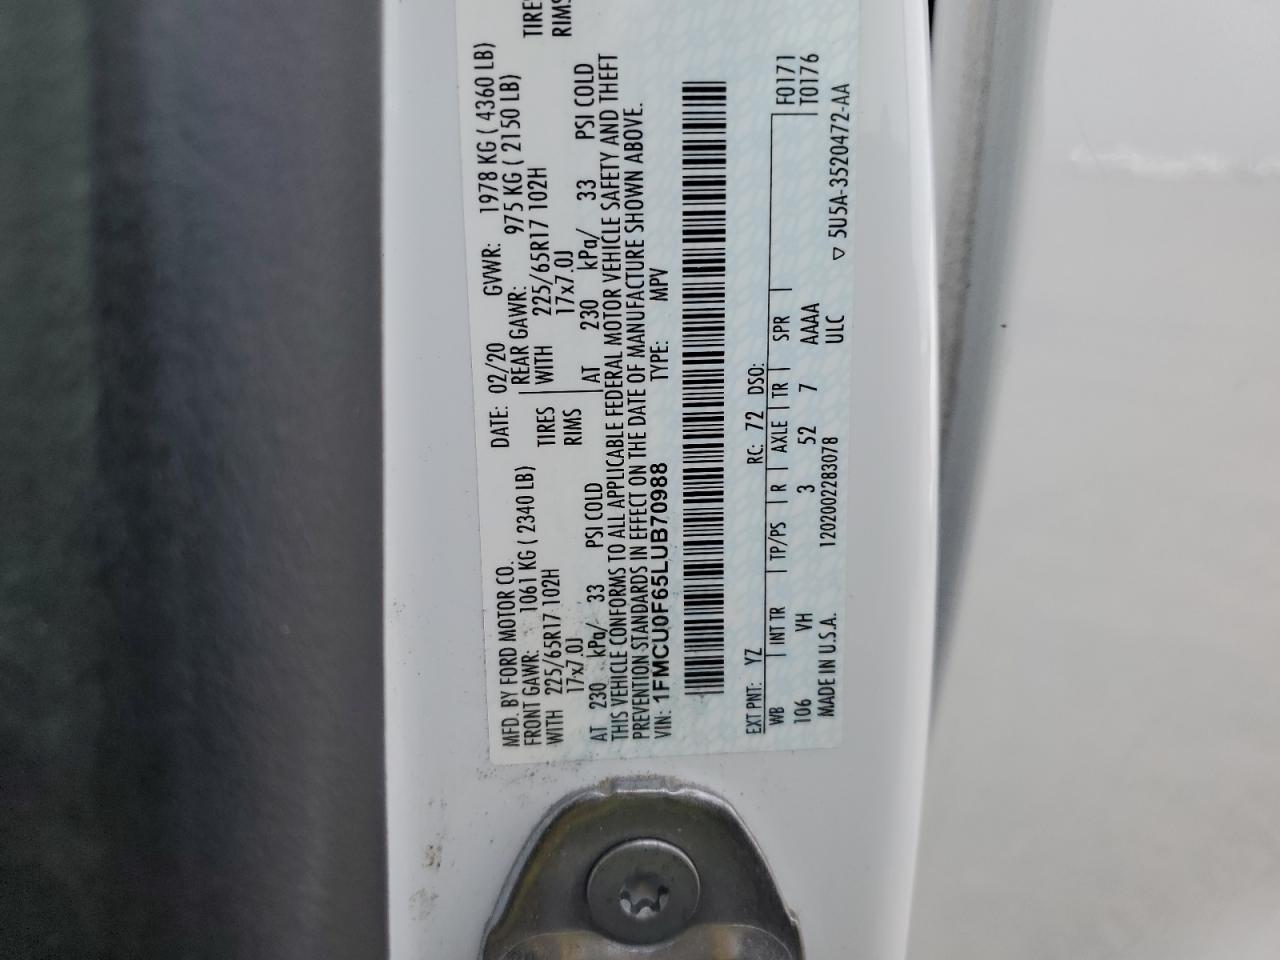 MFD. BY FORD MOTOR CO. DATE: 02/20 GVWR: 1978 KG ( 4360 LB)
FRONT GAWR: 1061 KG ( 2340 LB) REAR GAWR: 975 KG ( 2150 LB)
WITH 225/65R17 102H TIRES WITH 225/65R17 102H TIRE
17x7.0J RIMS 17x7.0J RIMS
AT 230 kPa/ 33 PSI COLD AT 230 kPa/ 33 PSI COLD
THIS VEHICLE CONFORMS TO ALL APPLICABLE FEDERAL MOTOR VEHICLE SAFETY AND THEFT
PREVENTION STANDARDS IN EFFECT ON THE DATE OF MANUFACTURE SHOWN ABOVE.
VIN: 1FMCU0F65LUB70988 TYPE: MPV
EXT PNT: YZ RC: 72 DSO:
WB INT TR TP/PS R AXLE TR SPR F0171
106 VH 3 52 7 AAAA T0176
MADE IN U.S.A. 1202002283078 ULC ▽ 5U5A-3520472-AA